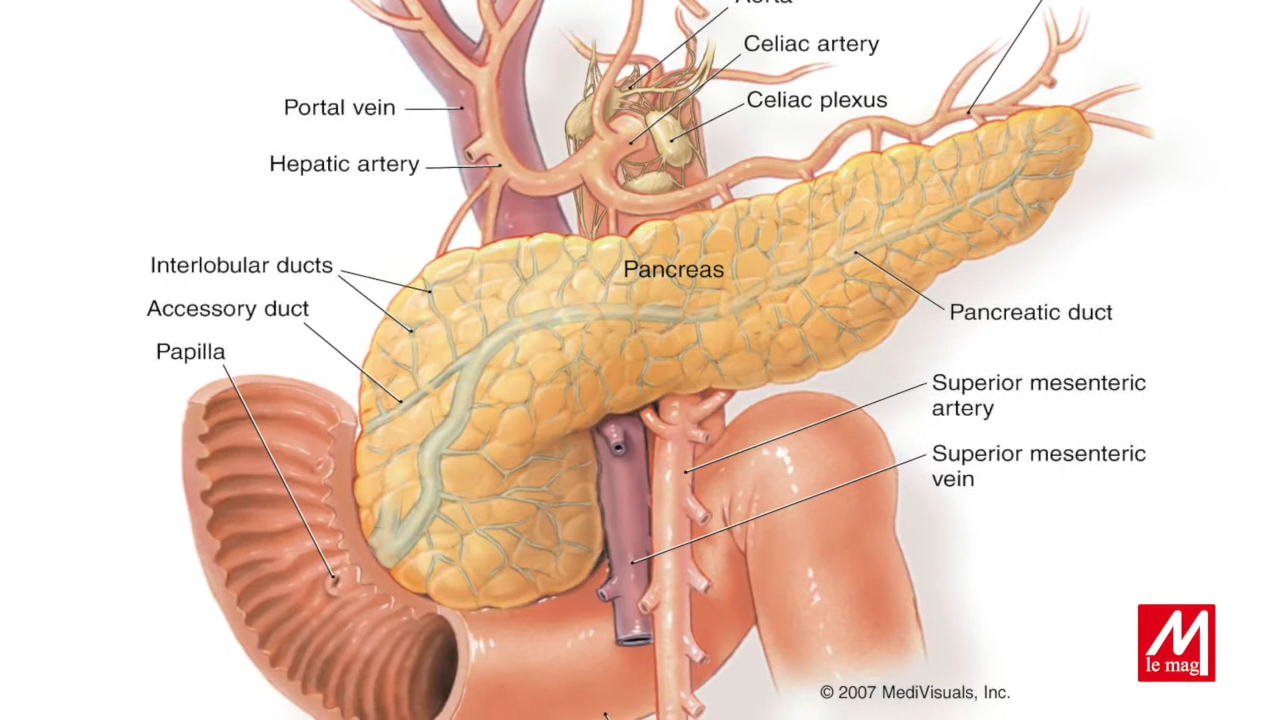 Aorta
Celiac artery
Celiac plexus
Portal vein
Hepatic artery
Interlobular ducts
Pancreas
Accessory duct
Pancreatic duct
Papilla
Superior mesenteric
artery
Superior mesenteric
vein
M
le mag
© 2007 MediVisuals, Inc.